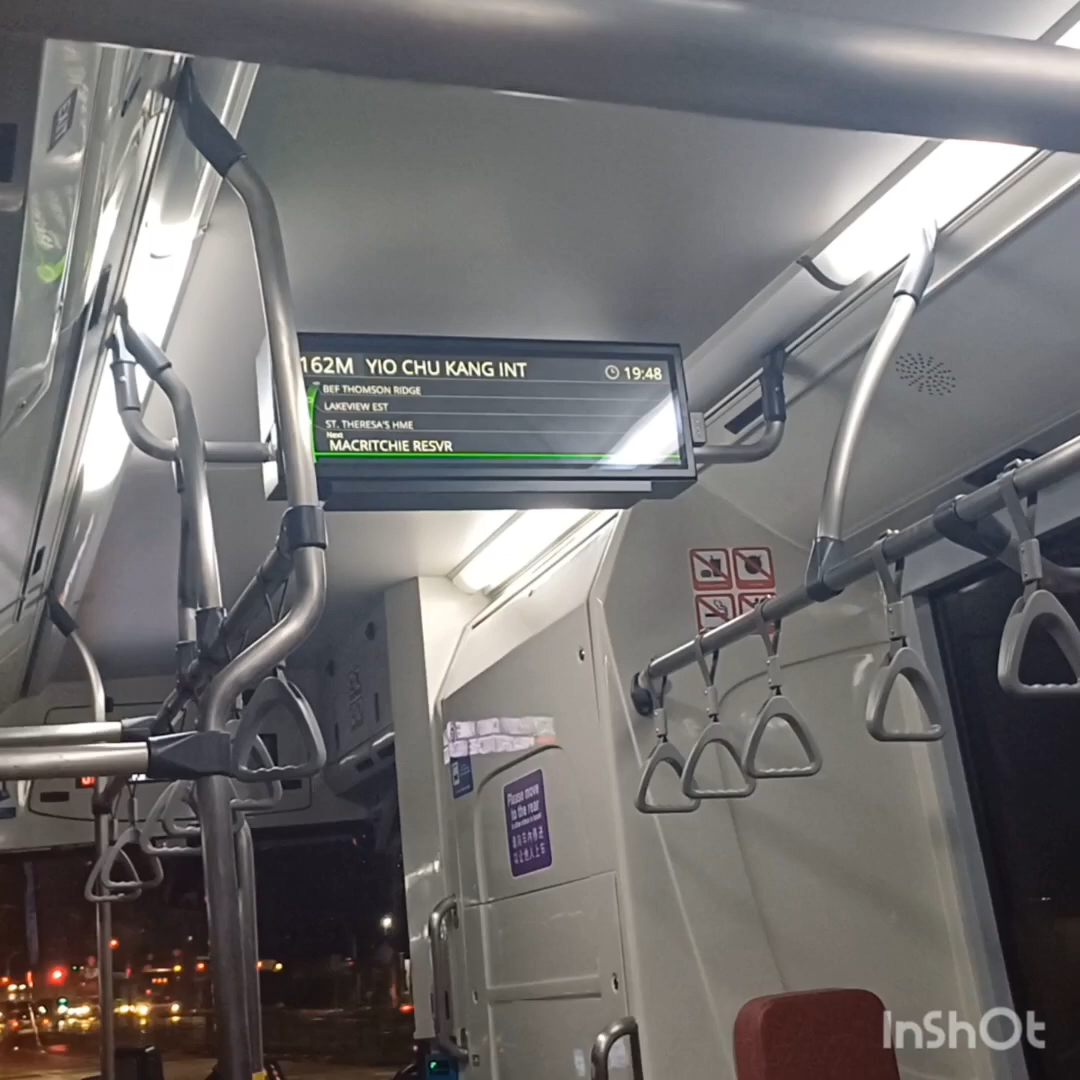 162M YIO CHU KANG INT 19:48
BEF THOMSON RIDGE
LAKEVIEW EST
ST. THERESA'S HME
Next
MACRITCHIE RESVR
Please move
to the rear
InShOt